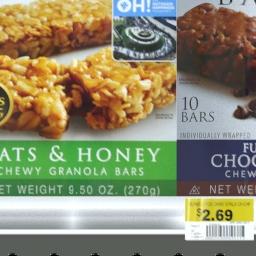 OH!
10
BARS
INDIVIDUALLY WRAPPED
ATS & HONEY
CHEWY GRANOLA BARS
ET WEIGHT 9.50 OZ. (270g)
FU
CHOC
CHEW
NET WE
$2.69